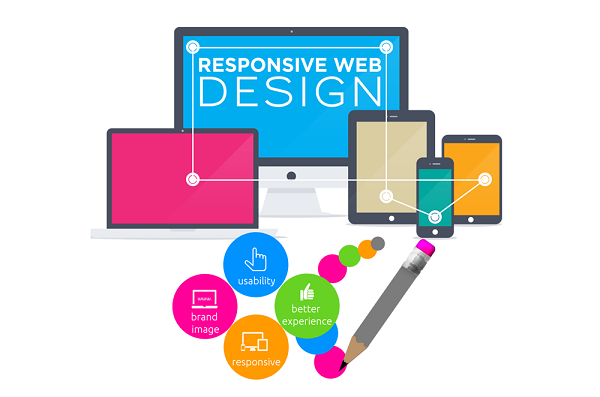 RESPONSIVE WEB
DESIGN
usability
brand
image
better
experience
responsive